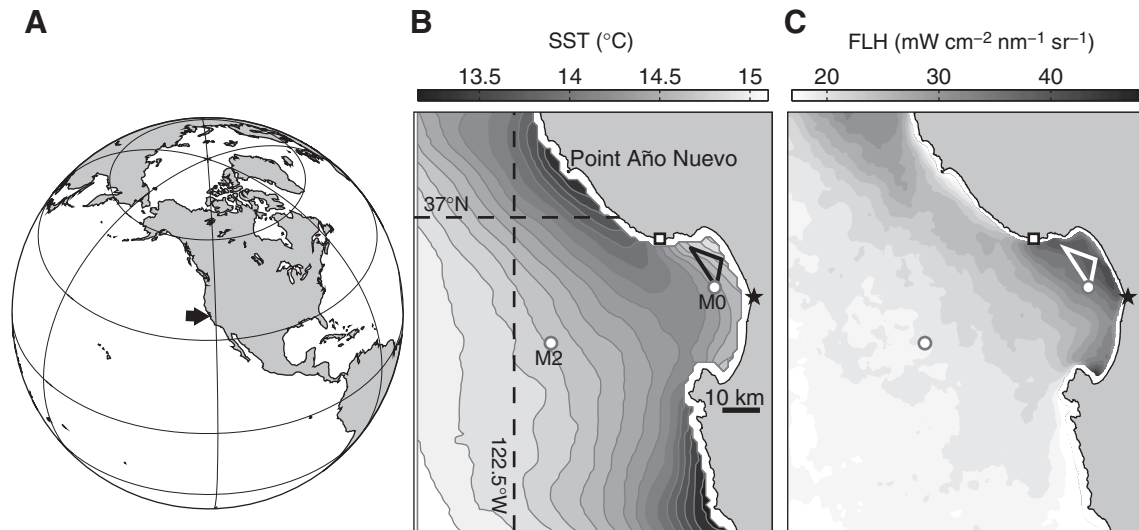 A
B
SST (°C)
13.5 14 14.5 15
Point Año Nuevo
37°N
M0
M2
10 km
122.5°W
C
FLH (mW cm⁻² nm⁻¹ sr⁻¹)
20 30 40